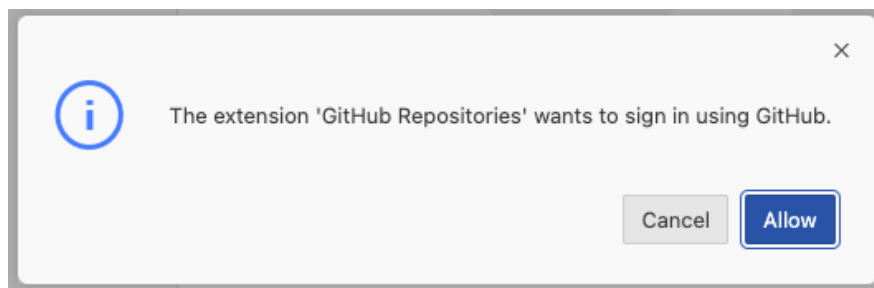 The extension 'GitHub Repositories' wants to sign in using GitHub.
Cancel
Allow